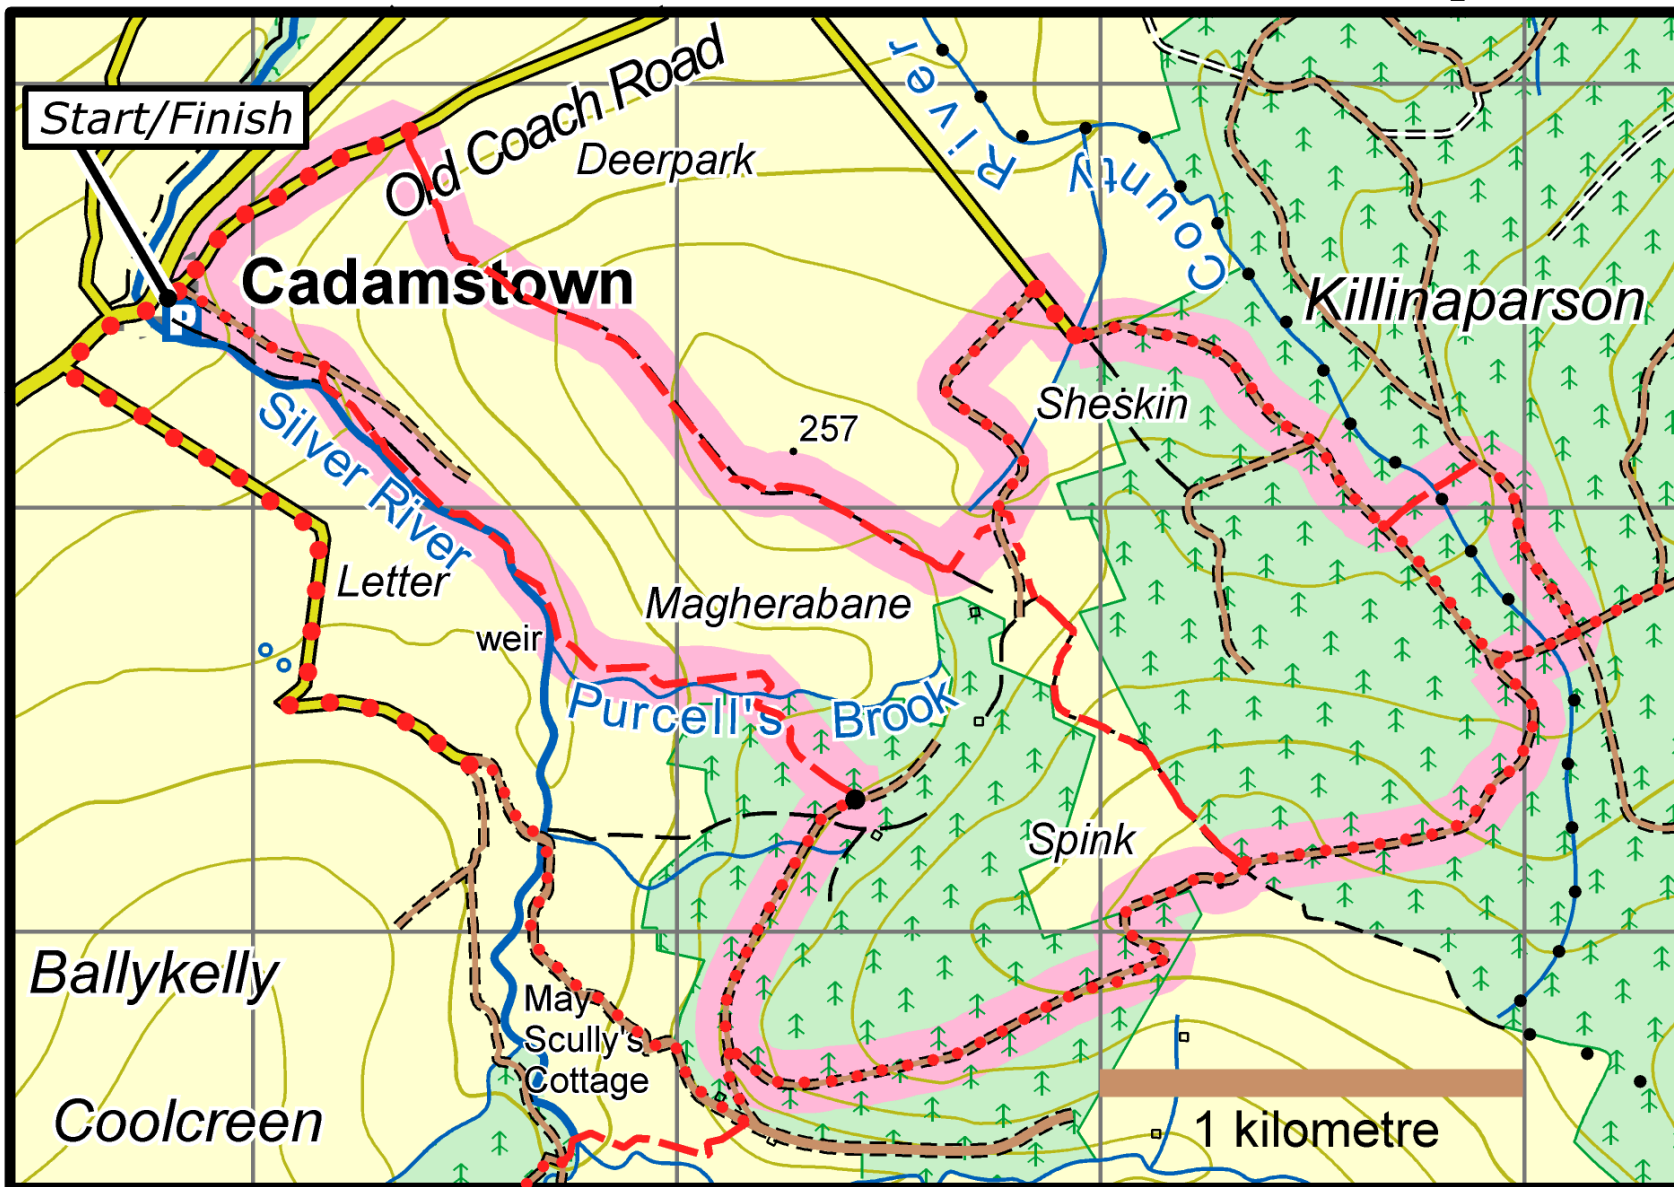 Start/Finish
Old Coach Road
Deerpark
River
County
Cadamstown
Killinaparson
P
Sheskin
257
Silver River
Letter
Magherabane
weir
Purcell's Brook
Spink
Ballykelly
May
Scully's
Cottage
Coolcreen
1 kilometre